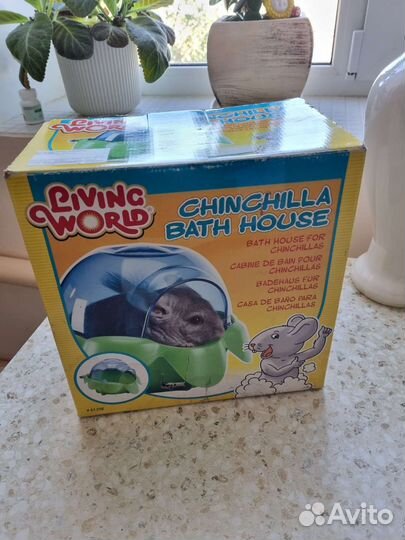 LIVING
WORLD
CHINCHILLA
BATH HOUSE
BATH HOUSE FOR
CHINCHILLAS
CABINE DE BAIN POUR
CHINCHILLAS
BADEHAUS FUR
CHINCHILLAS
CASA DE BAÑO PARA
CHINCHILLAS
Avito